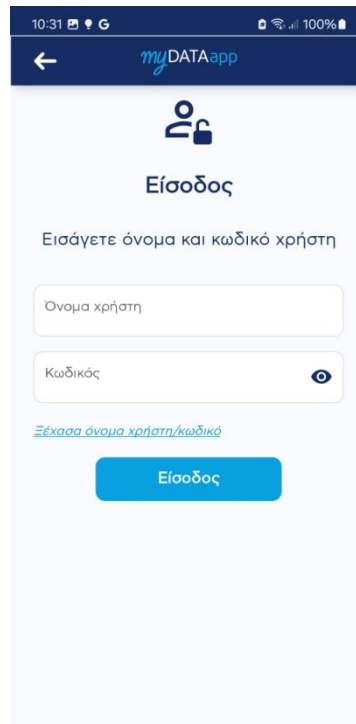 10:31 G 100%
myDATAapp
Είσοδος
Εισάγετε όνομα και κωδικό χρήστη
Όνομα χρήστη
Κωδικός
Ξέχασα όνομα χρήστη/κωδικό
Είσοδος